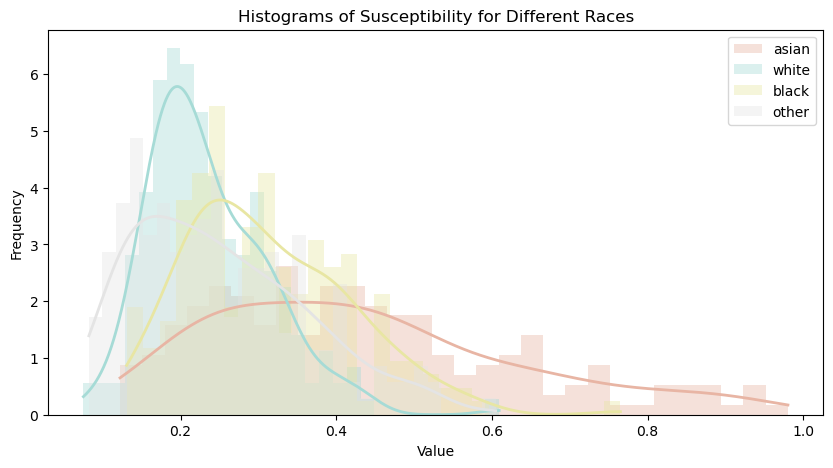 Histograms of Susceptibility for Different Races
asian
white
black
other
Frequency
6
5
4
3
2
1
0
0.2
0.4
0.6
0.8
1.0
Value